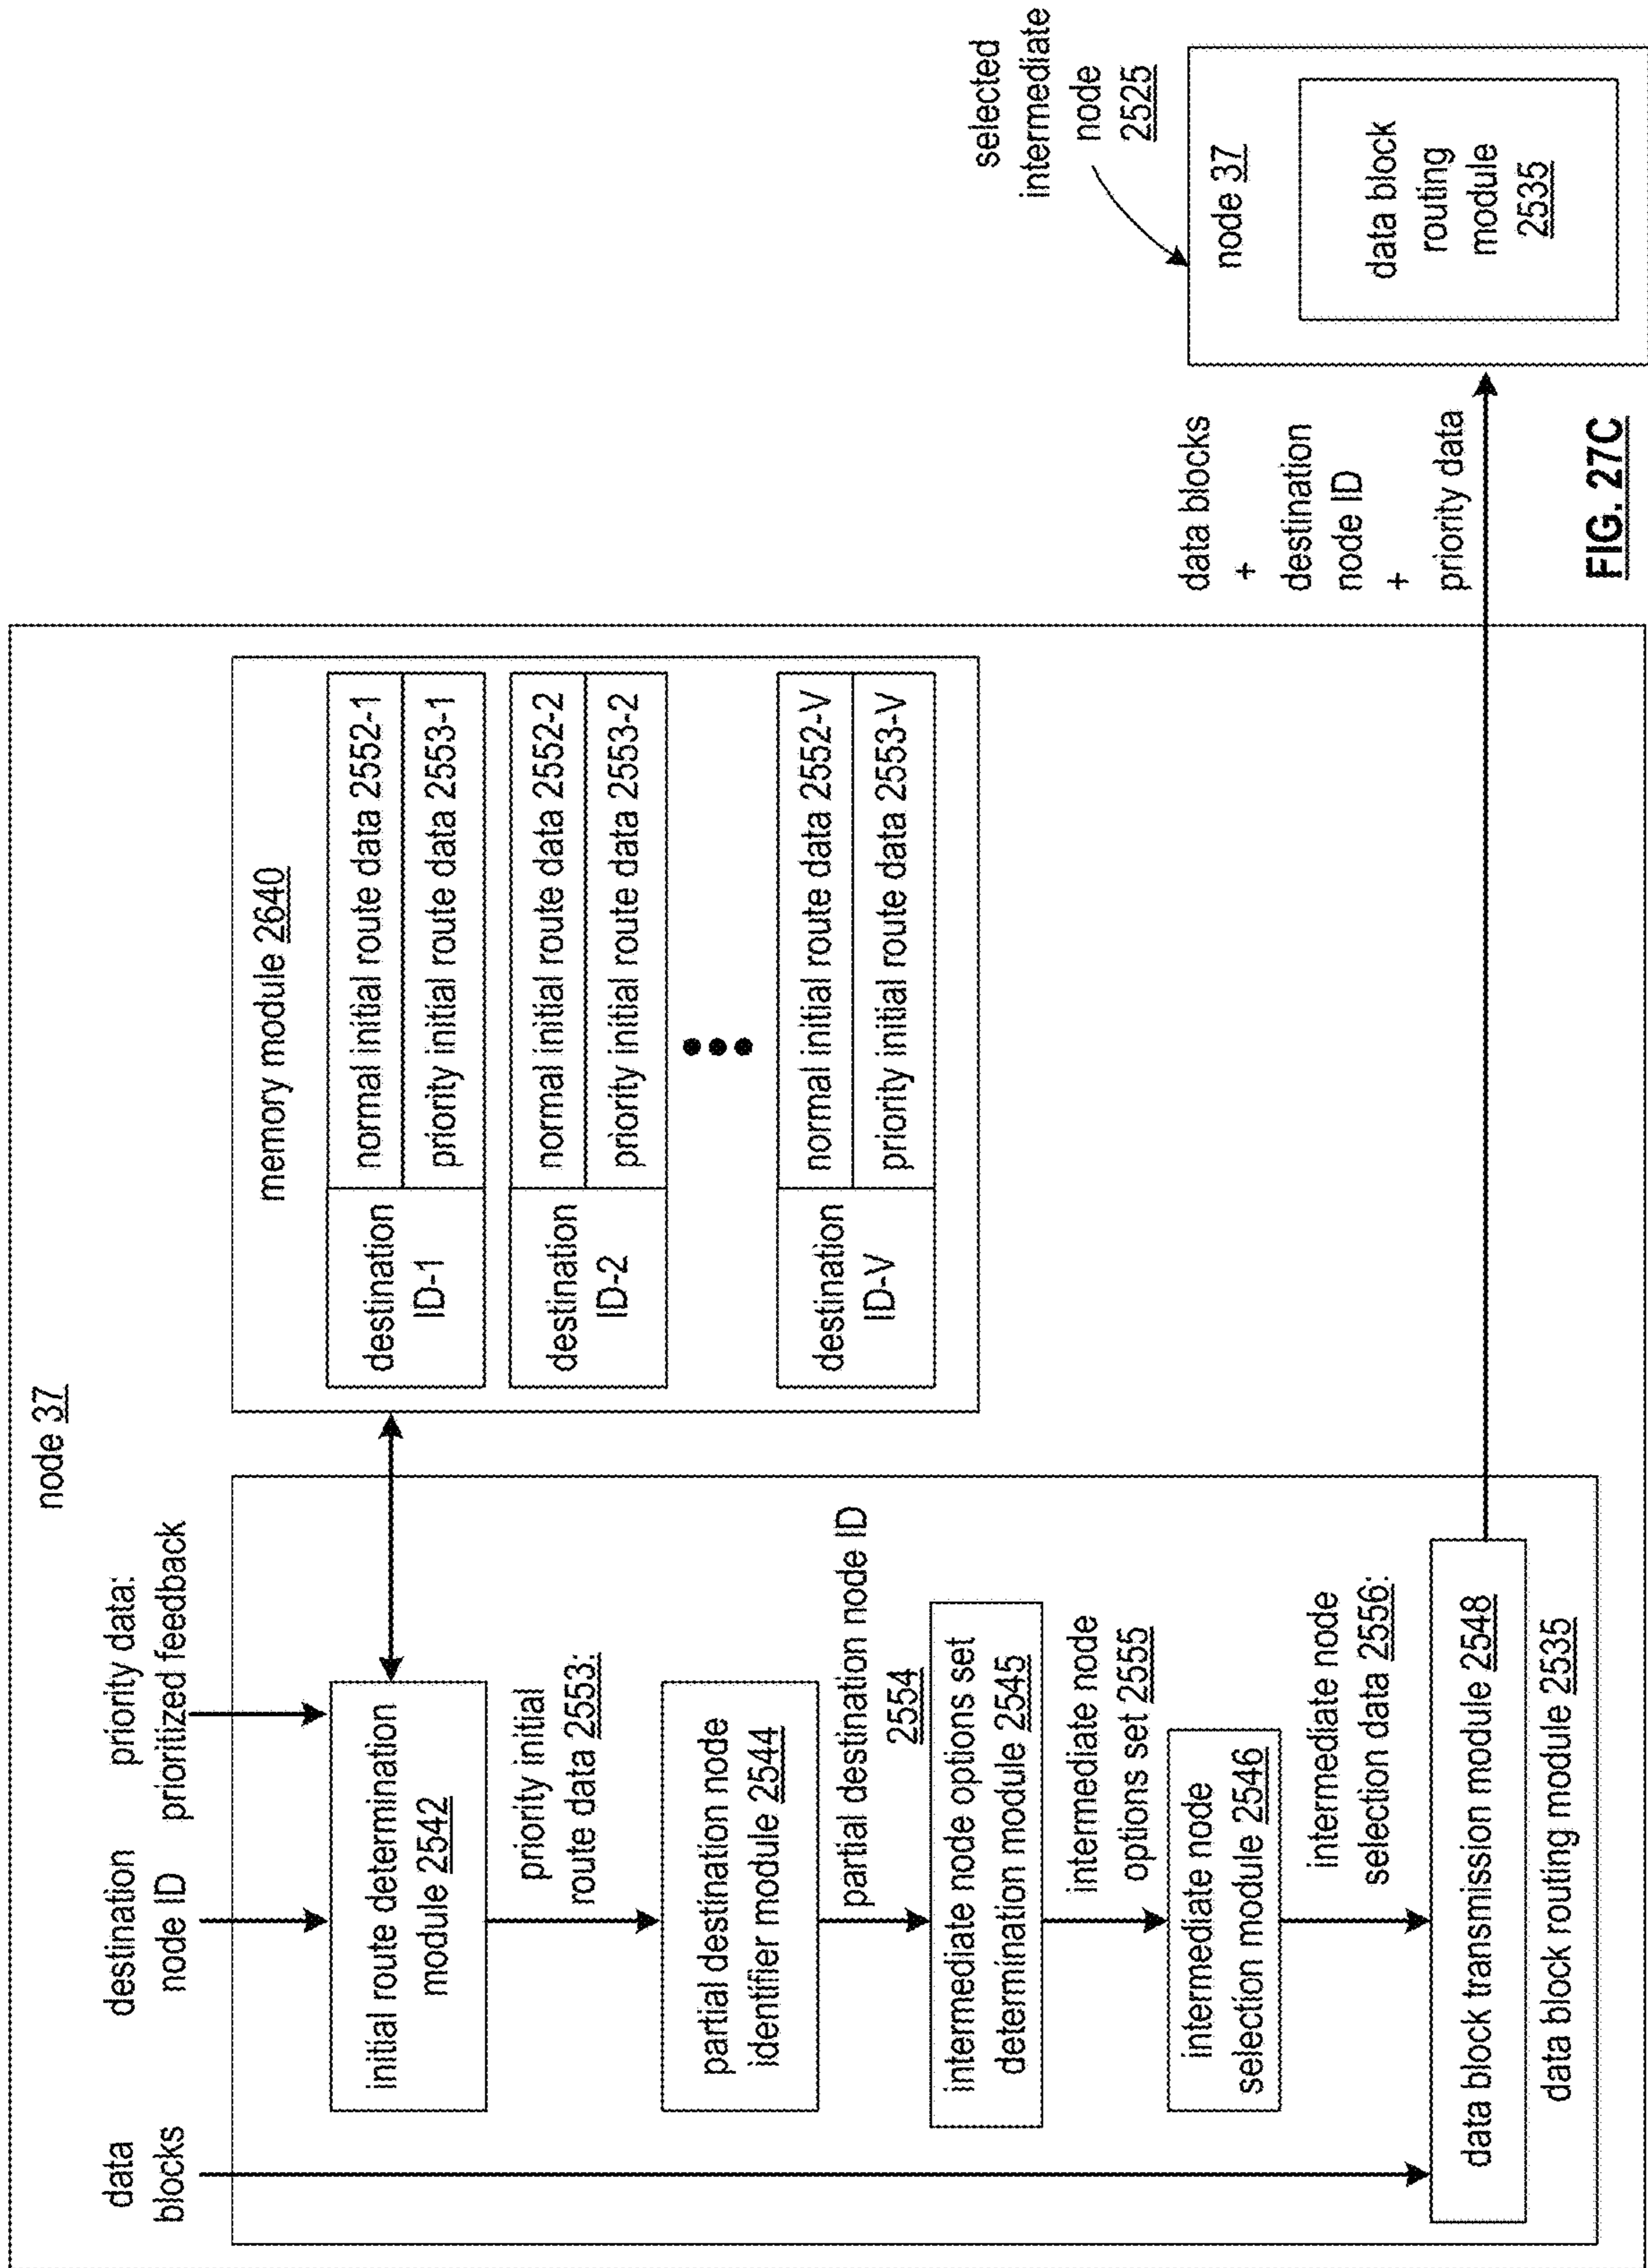 node 37
data
blocks
destination
node ID
priority data:
prioritized feedback
initial route determination
module 2542
priority initial
route data 2553:
partial destination node
identifier module 2544
partial destination node ID
2554
intermediate node options set
determination module 2545
intermediate node
options set 2555
intermediate node
selection module 2546
intermediate node
selection data 2556:
data block transmission module 2548
data block routing module 2535
memory module 2640
destination
ID-1
normal initial route data 2552-1
priority initial route data 2553-1
destination
ID-2
normal initial route data 2552-2
priority initial route data 2553-2
destination
ID-V
normal initial route data 2552-V
priority initial route data 2553-V
data blocks
+
destination
node ID
+
priority data
selected
intermediate
node
2525
node 37
data block
routing
module
2535
FIG. 27C